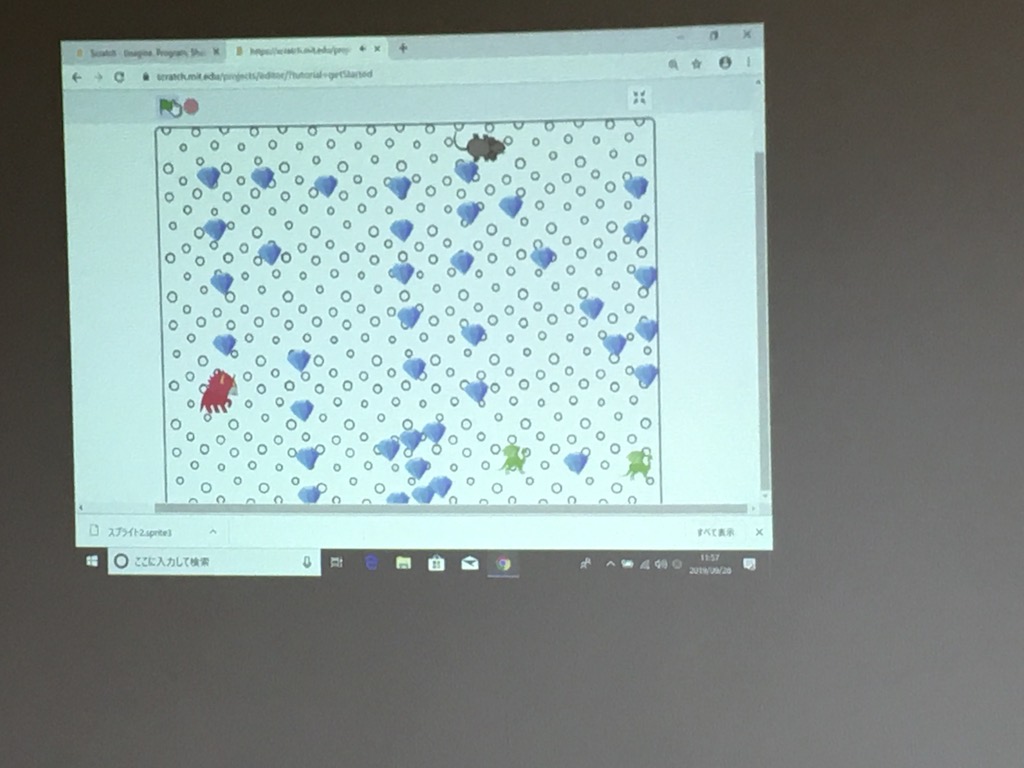 Scratch - Imagine, Program, Sha
https://scratch.mit.edu/proj
scratch.mit.edu/projects/editor/?tutorial=getStarted
スプライト2.sprite3
すべて表示
ここに入力して検索
11:57
2019/09/26